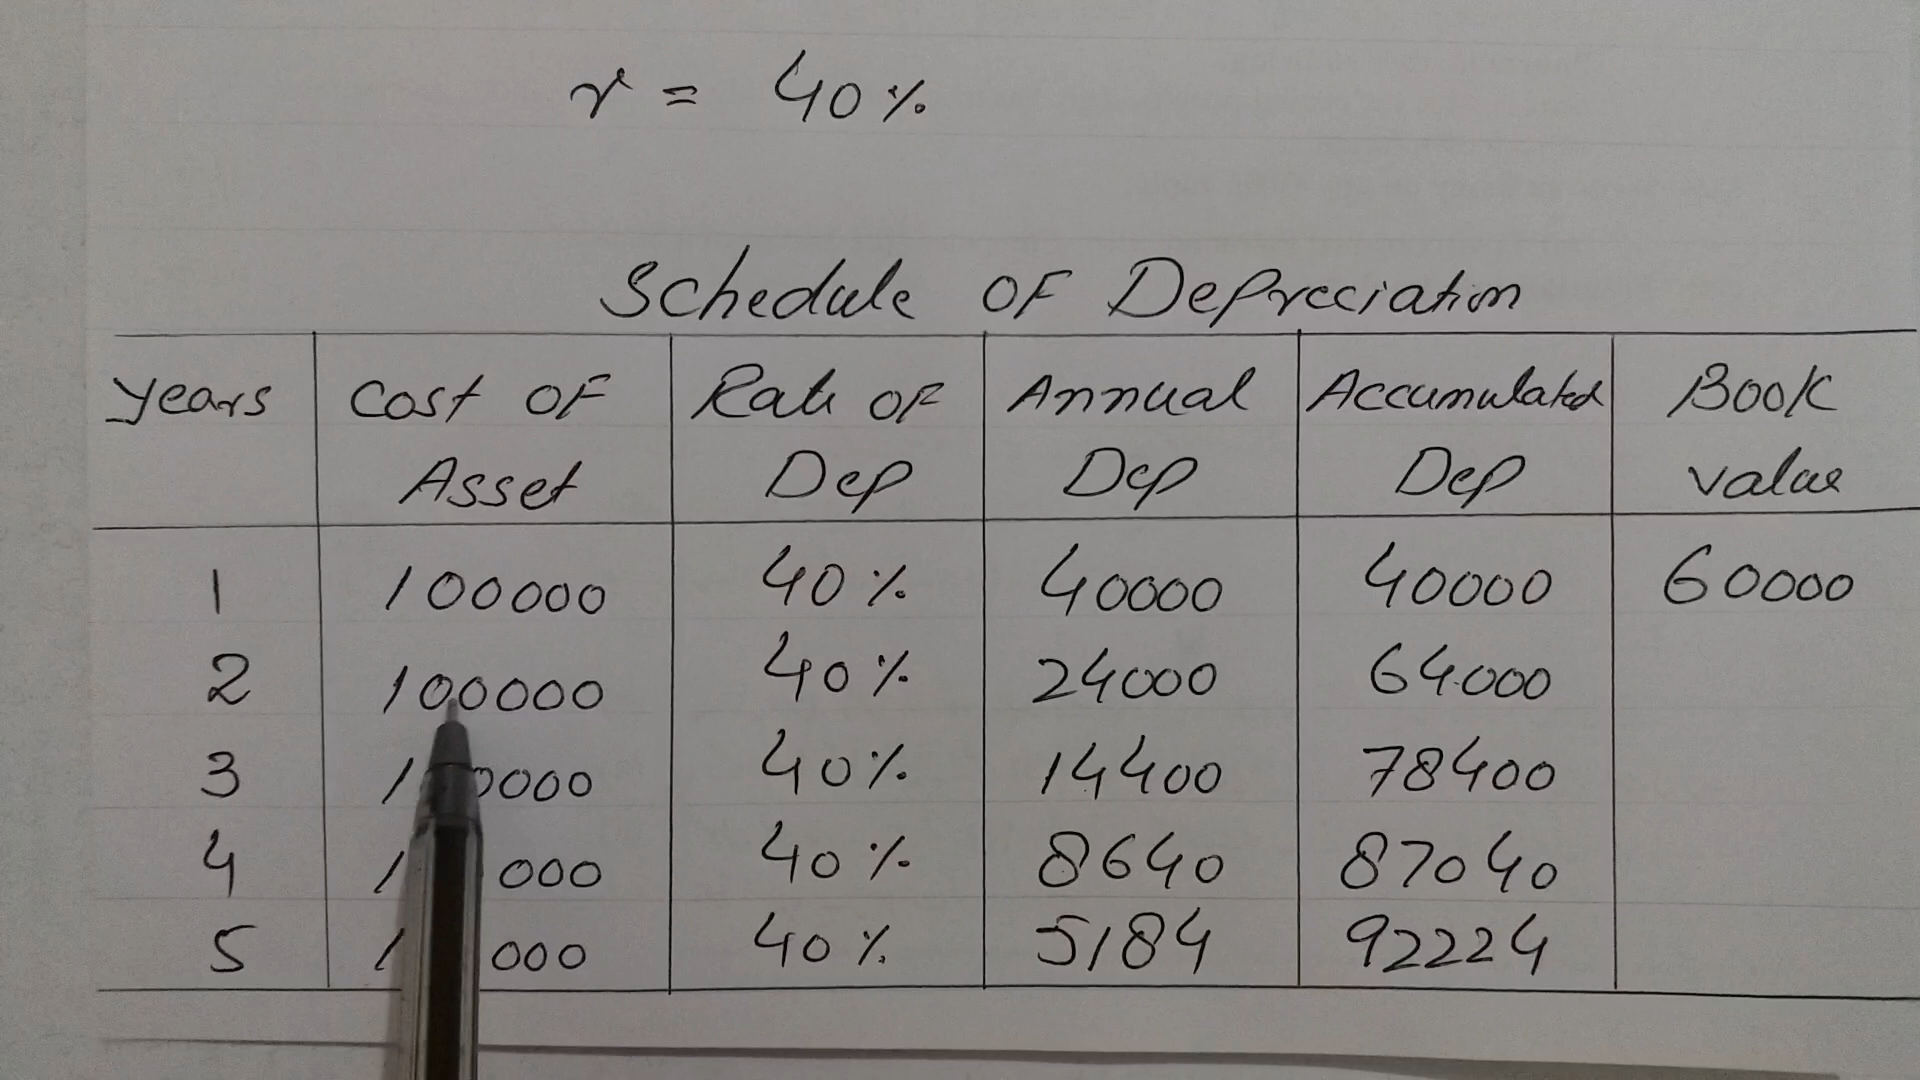 r = 40%
Schedule OF Depreciation
years Cost OF Asset Rate OF Dep Annual Dep Accumulated Dep Book value
1 100000 40% 40000 40000 60000
2 100000 40% 24000 64000
3 40% 14400 78400
4 40% 8640 87040
5 40% 5184 92224